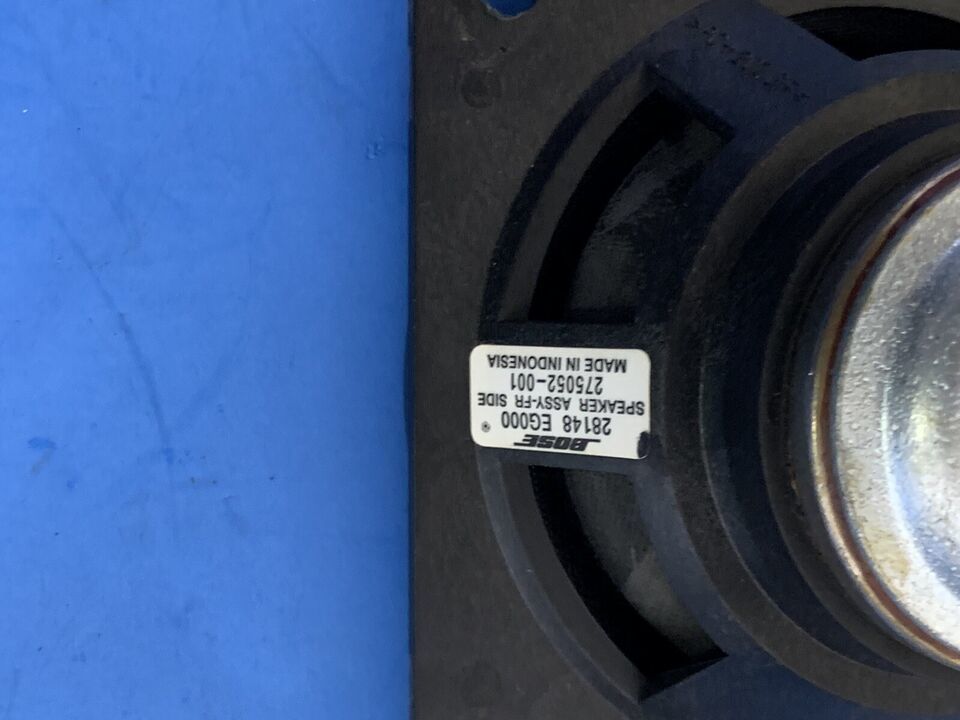 BOSE
28148 EG000 ®
SPEAKER ASSY-FR SIDE
275052-001
MADE IN INDONESIA